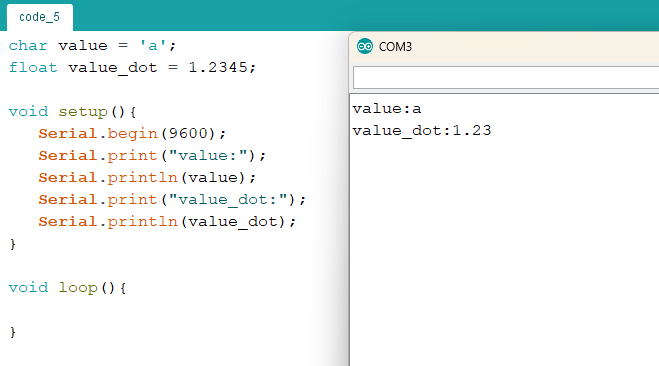 code_5
char value = 'a';
float value_dot = 1.2345;
void setup(){
   Serial.begin(9600);
   Serial.print("value:");
   Serial.println(value);
   Serial.print("value_dot:");
   Serial.println(value_dot);
}
void loop(){
}
COM3
value:a
value_dot:1.23